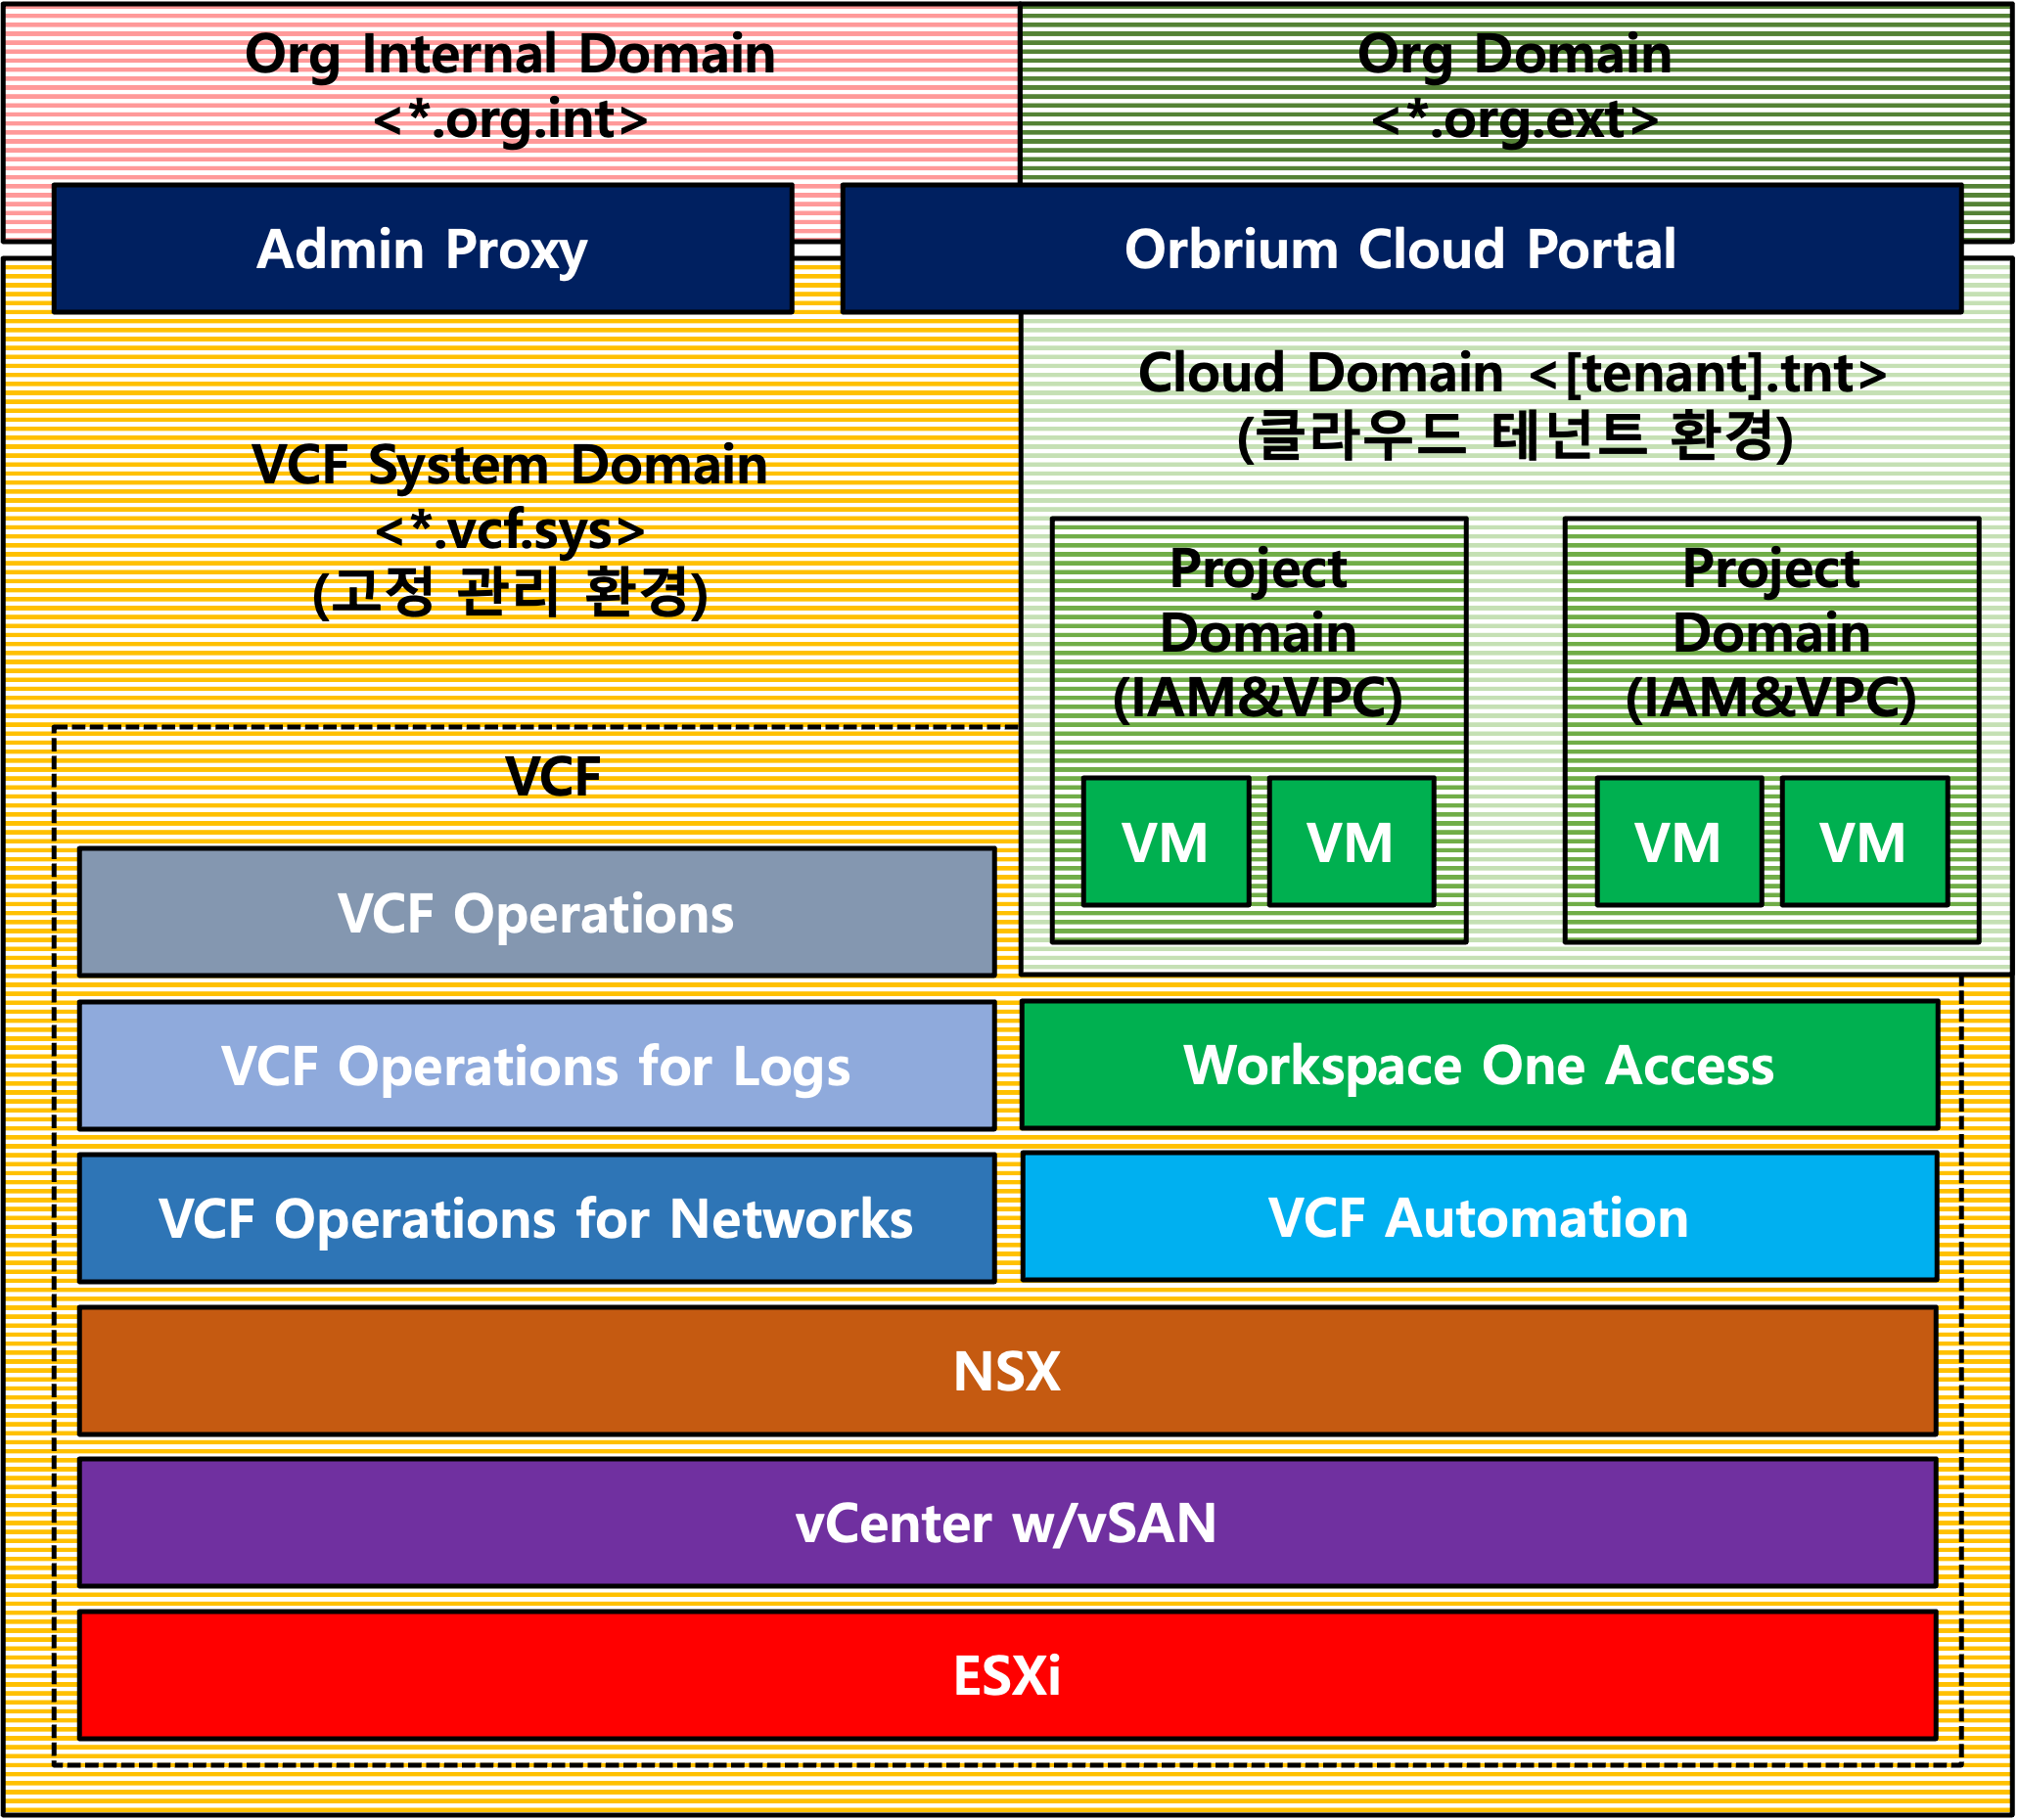 Org Internal Domain
<*.org.int>
Org Domain
<*.org.ext>
Admin Proxy
Orbrium Cloud Portal
Cloud Domain <[tenant].tnt>
(클라우드 테넌트 환경)
VCF System Domain
<*.vcf.sys>
(고정 관리 환경)
Project
Domain
(IAM&VPC)
Project
Domain
(IAM&VPC)
VM
VM
VM
VM
VCF
VCF Operations
VCF Operations for Logs
Workspace One Access
VCF Operations for Networks
VCF Automation
NSX
vCenter w/vSAN
ESXi